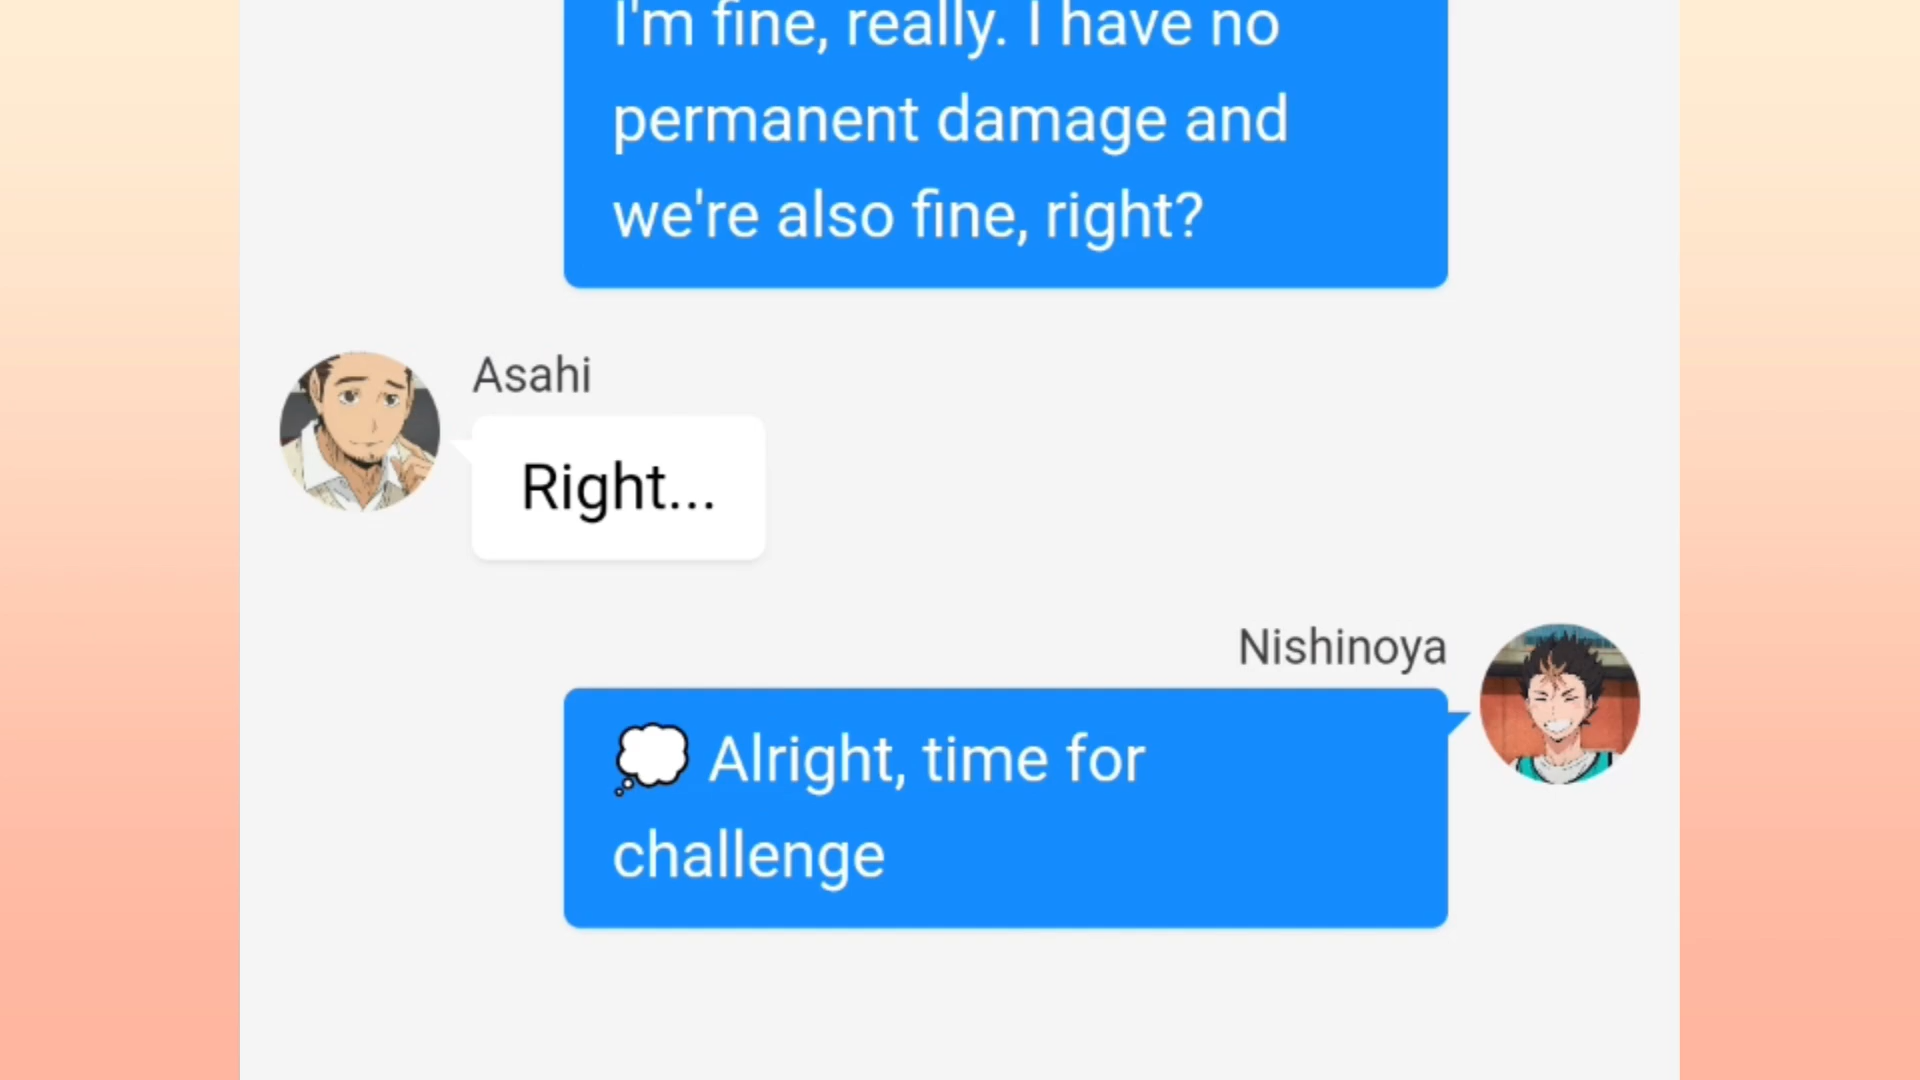 I'm fine, really. I have no
permanent damage and
we're also fine, right?
Asahi
Right...
Nishinoya
💭 Alright, time for
challenge